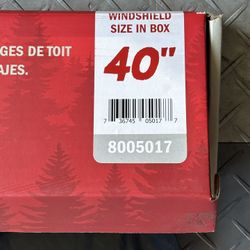 WINDSHIELD
SIZE IN BOX
GES DE TOIT
AJES.
40"
7 36745 05017 7
8005017